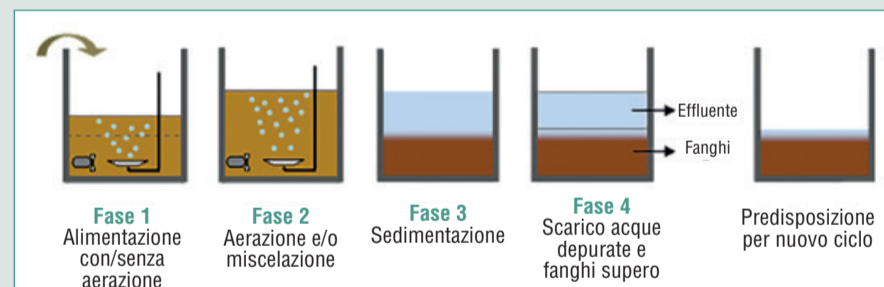 Effluente
Fanghi
Fase 1
Alimentazione
con/senza
aerazione
Fase 2
Aerazione e/o
miscelazione
Fase 3
Sedimentazione
Fase 4
Scarico acque
depurate e
fanghi supero
Predisposizione
per nuovo ciclo